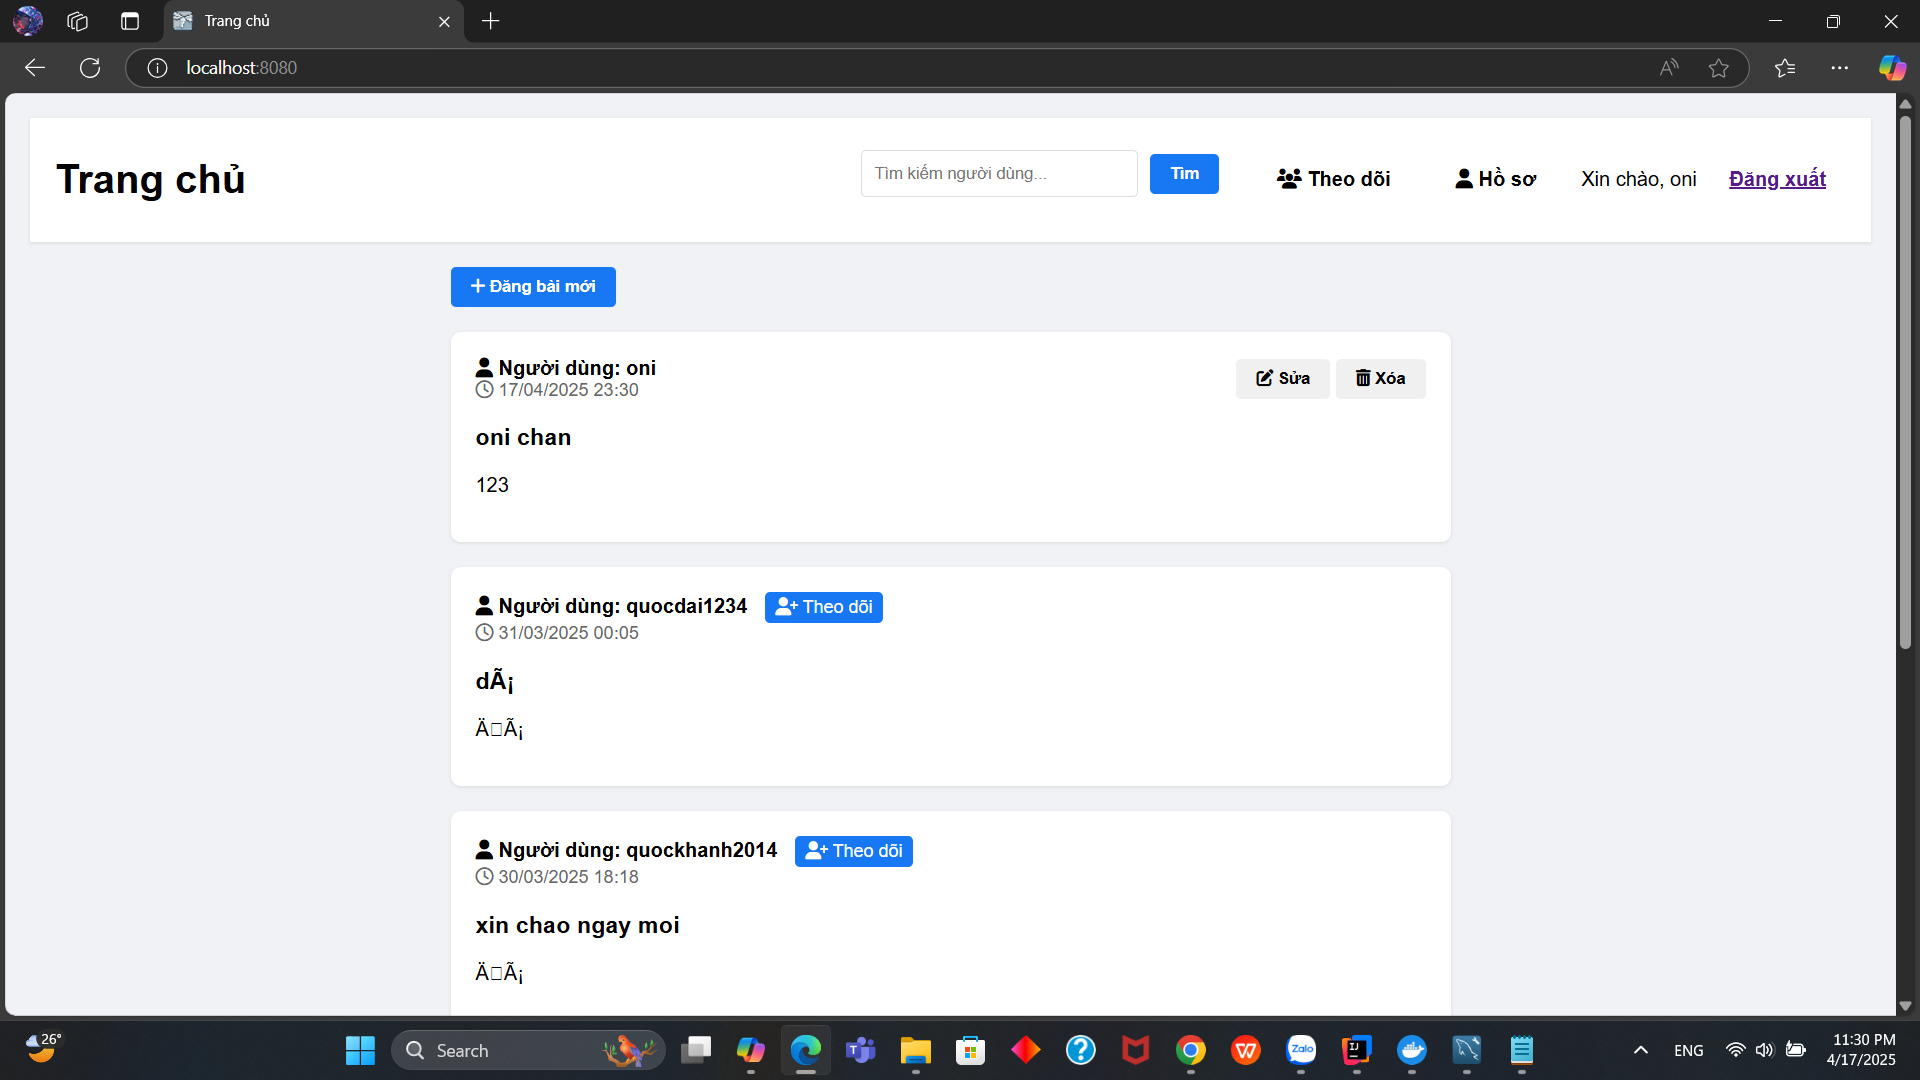 Trang chủ
localhost:8080
Trang chủ
Tìm kiếm người dùng...
Tìm
Theo dõi
Hồ sơ
Xin chào, oni
Đăng xuất
Đăng bài mới
Người dùng: oni
17/04/2025 23:30
Sửa
Xóa
oni chan
123
Người dùng: quocdai1234
Theo dõi
31/03/2025 00:05
dÃ¡
Ä□Ã¡
Người dùng: quockhanh2014
Theo dõi
30/03/2025 18:18
xin chao ngay moi
Ä□Ã¡
26°
Search
Zalo
ENG
11:30 PM
4/17/2025